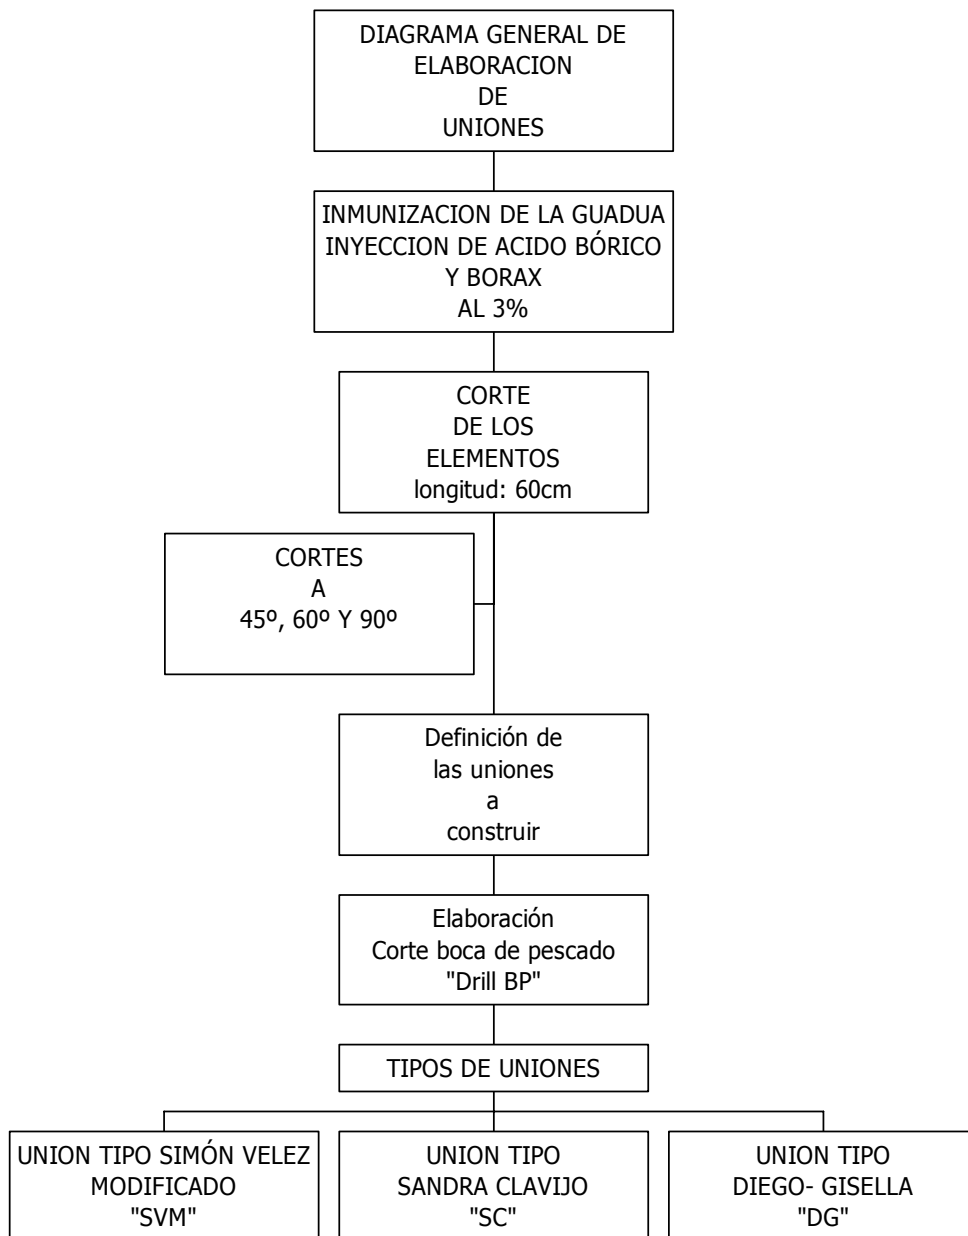 DIAGRAMA GENERAL DE
ELABORACION
DE
UNIONES
INMUNIZACION DE LA GUADUA
INYECCION DE ACIDO BÓRICO
Y BORAX
AL 3%
CORTE
DE LOS
ELEMENTOS
longitud: 60cm
CORTES
A
45º, 60º Y 90º
Definición de
las uniones
a
construir
Elaboración
Corte boca de pescado
"Drill BP"
TIPOS DE UNIONES
UNION TIPO SIMÓN VELEZ
MODIFICADO
"SVM"
UNION TIPO
SANDRA CLAVIJO
"SC"
UNION TIPO
DIEGO- GISELLA
"DG"